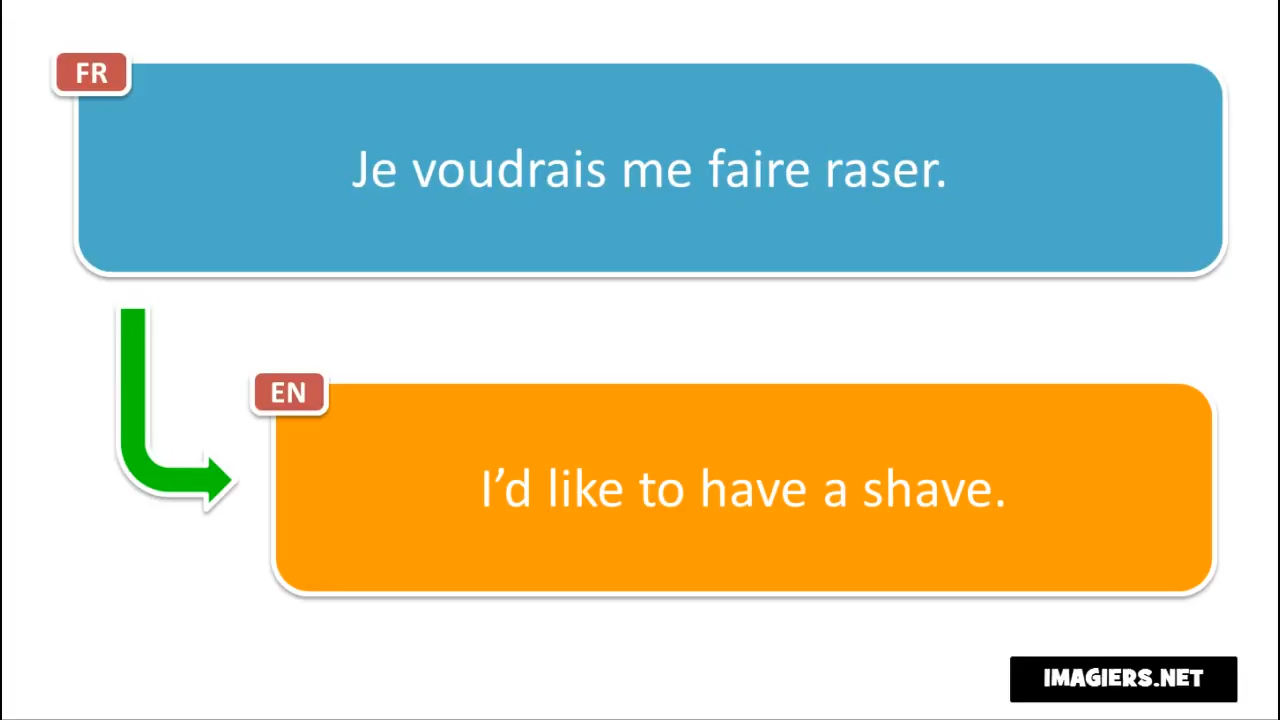 FR
Je voudrais me faire raser.
EN
I’d like to have a shave.
IMAGIERS.NET